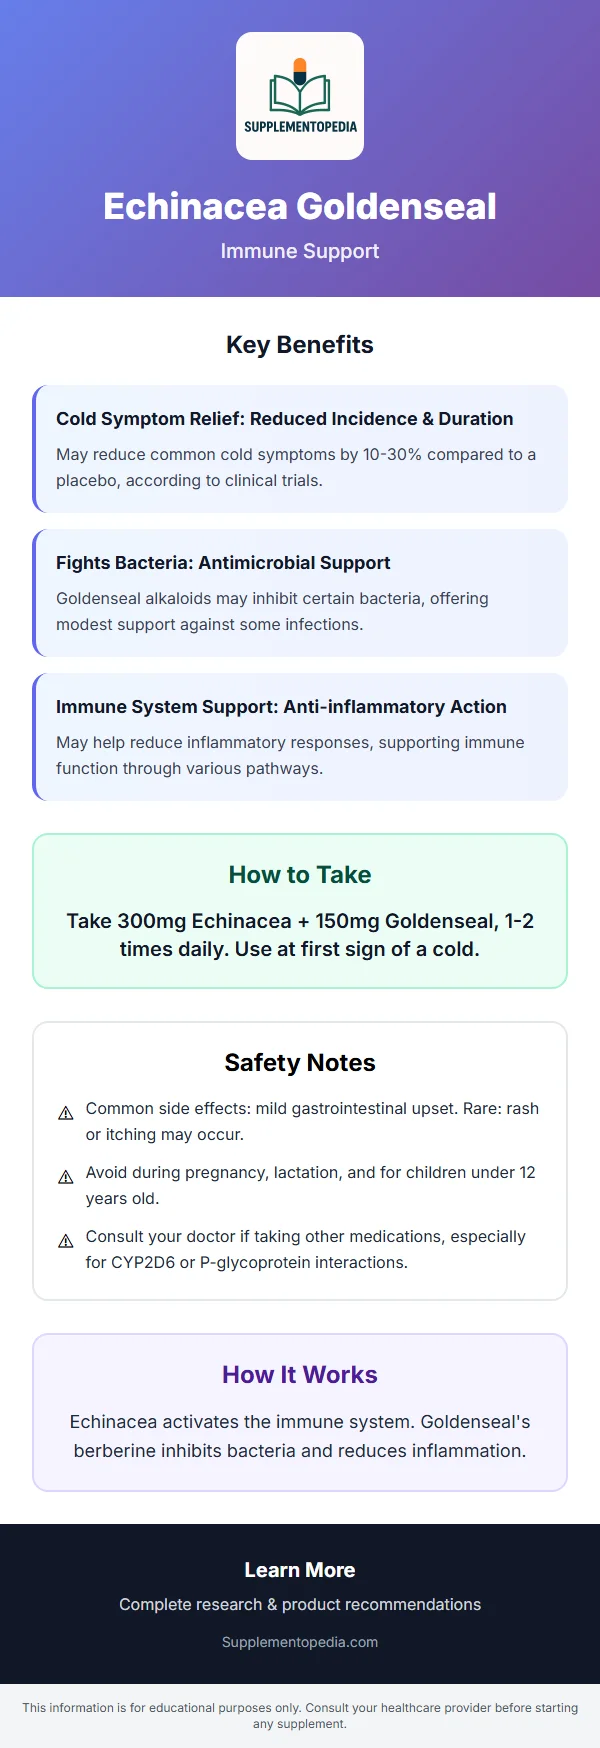 SUPPLEMENTOPEDIA
Echinacea Goldenseal
Immune Support
Key Benefits
Cold Symptom Relief: Reduced Incidence & Duration
May reduce common cold symptoms by 10-30% compared to a
placebo, according to clinical trials.
Fights Bacteria: Antimicrobial Support
Goldenseal alkaloids may inhibit certain bacteria, offering
modest support against some infections.
Immune System Support: Anti-inflammatory Action
May help reduce inflammatory responses, supporting immune
function through various pathways.
How to Take
Take 300mg Echinacea + 150mg Goldenseal, 1-2
times daily. Use at first sign of a cold.
Safety Notes
Common side effects: mild gastrointestinal upset. Rare: rash
or itching may occur.
Avoid during pregnancy, lactation, and for children under 12
years old.
Consult your doctor if taking other medications, especially
for CYP2D6 or P-glycoprotein interactions.
How It Works
Echinacea activates the immune system. Goldenseal's
berberine inhibits bacteria and reduces inflammation.
Learn More
Complete research & product recommendations
Supplementopedia.com
This information is for educational purposes only. Consult your healthcare provider before starting
any supplement.